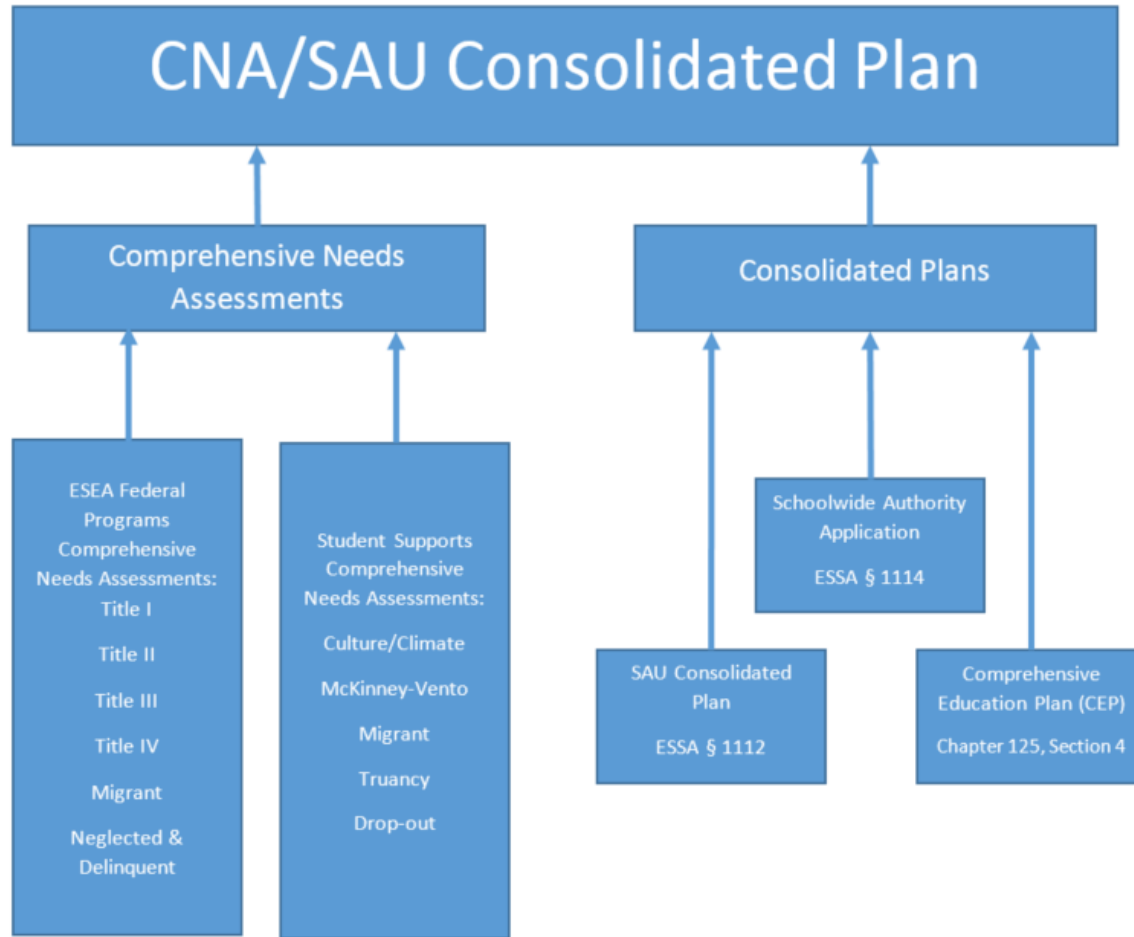 CNA/SAU Consolidated Plan
Comprehensive Needs
Assessments
Consolidated Plans
ESEA Federal
Programs
Comprehensive
Needs Assessments:
Title I
Title II
Title III
Title IV
Migrant
Neglected &
Delinquent
Student Supports
Comprehensive
Needs Assessments:
Culture/Climate
McKinney-Vento
Migrant
Truancy
Drop-out
Schoolwide Authority
Application
ESSA § 1114
SAU Consolidated
Plan
ESSA § 1112
Comprehensive
Education Plan (CEP)
Chapter 125, Section 4